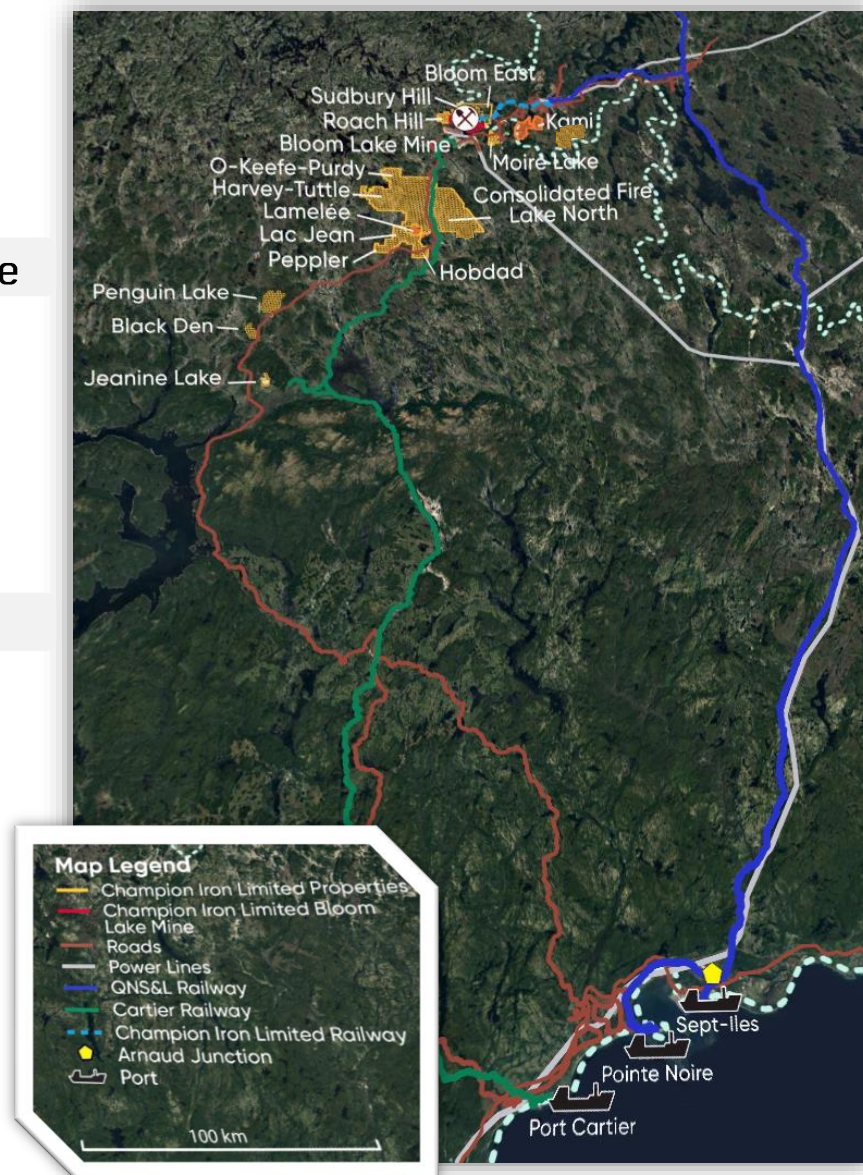 e
Bloom East
Sudbury Hill
Roach Hill
Kami
Bloom Lake Mine
Moire Lake
O-Keefe-Purdy
Harvey-Tuttle
Consolidated Fire
Lake North
Lamelée
Lac Jean
Peppler
Hobdad
Penguin Lake
Black Den
Jeanine Lake
Map Legend
Champion Iron Limited Properties
Champion Iron Limited Bloom
Lake Mine
Roads
Power Lines
QNS&L Railway
Cartier Railway
Champion Iron Limited Railway
Arnaud Junction
Port
100 km
Sept-Iles
Pointe Noire
Port Cartier